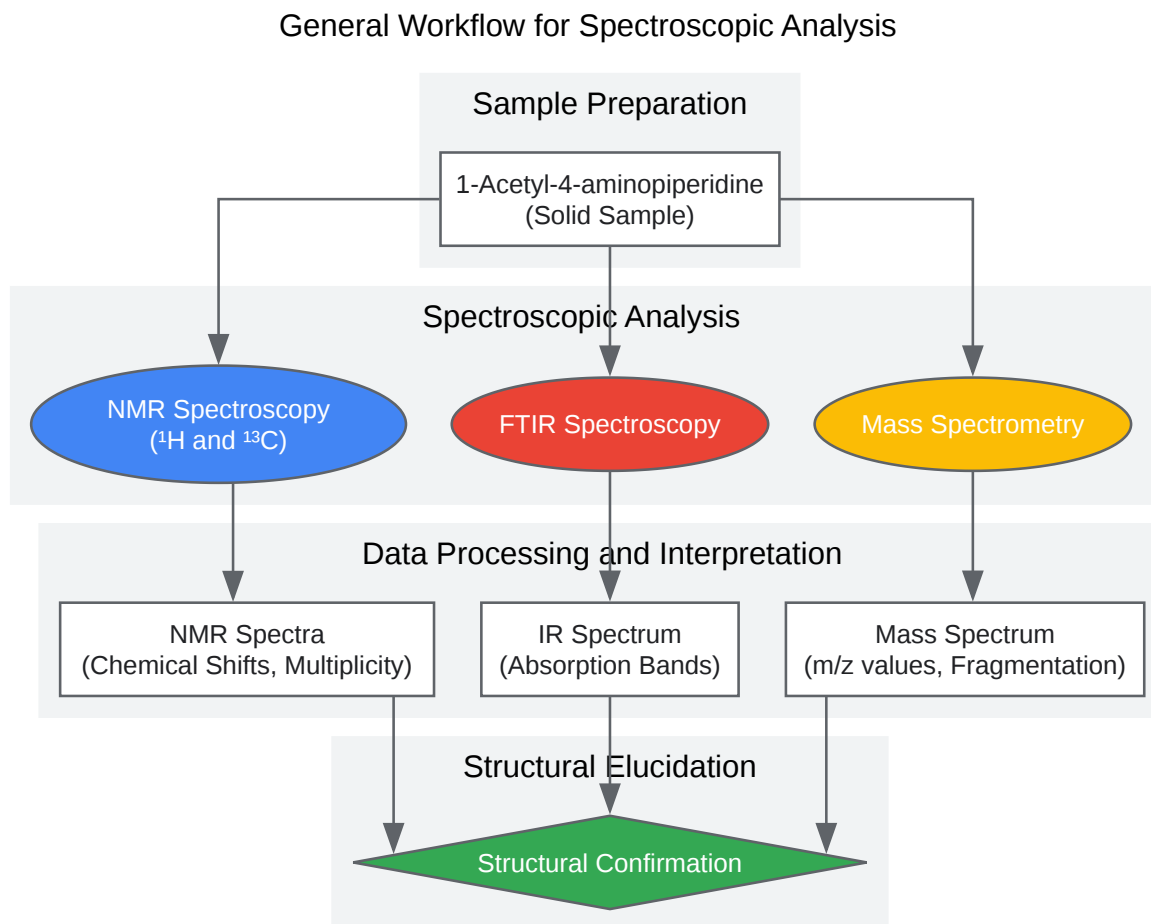 General Workflow for Spectroscopic Analysis
Sample Preparation
1-Acetyl-4-aminopiperidine
(Solid Sample)
Spectroscopic Analysis
NMR Spectroscopy
(¹H and ¹³C)
FTIR Spectroscopy
Mass Spectrometry
Data Processing and Interpretation
NMR Spectra
(Chemical Shifts, Multiplicity)
IR Spectrum
(Absorption Bands)
Mass Spectrum
(m/z values, Fragmentation)
Structural Elucidation
Structural Confirmation